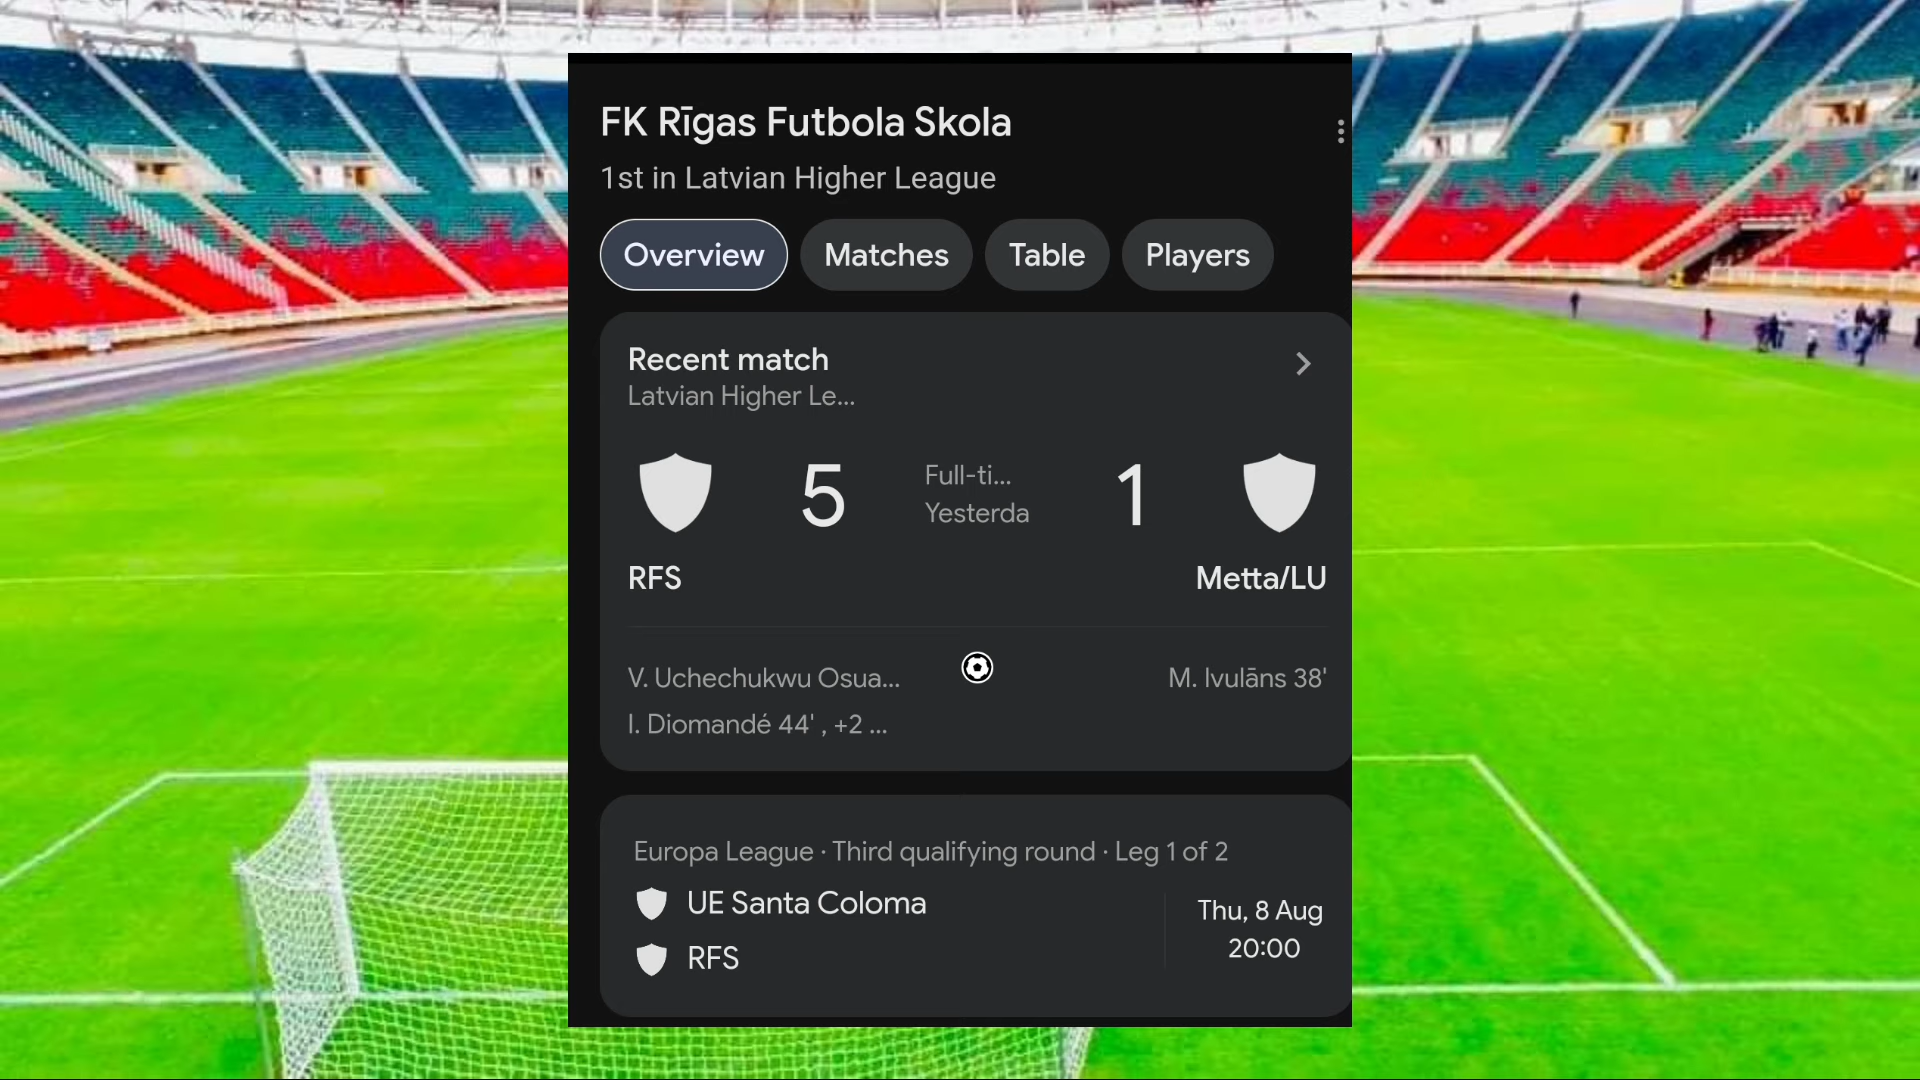 FK Rīgas Futbola Skola
1st in Latvian Higher League
Overview Matches Table Players
Recent match
Latvian Higher Le...
5 Full-ti... 1
Yesterda
RFS Metta/LU
V. Uchechukwu Osua... M. Ivulāns 38'
I. Diomandé 44' , +2 ...
Europa League · Third qualifying round · Leg 1 of 2
UE Santa Coloma
Thu, 8 Aug
20:00
RFS